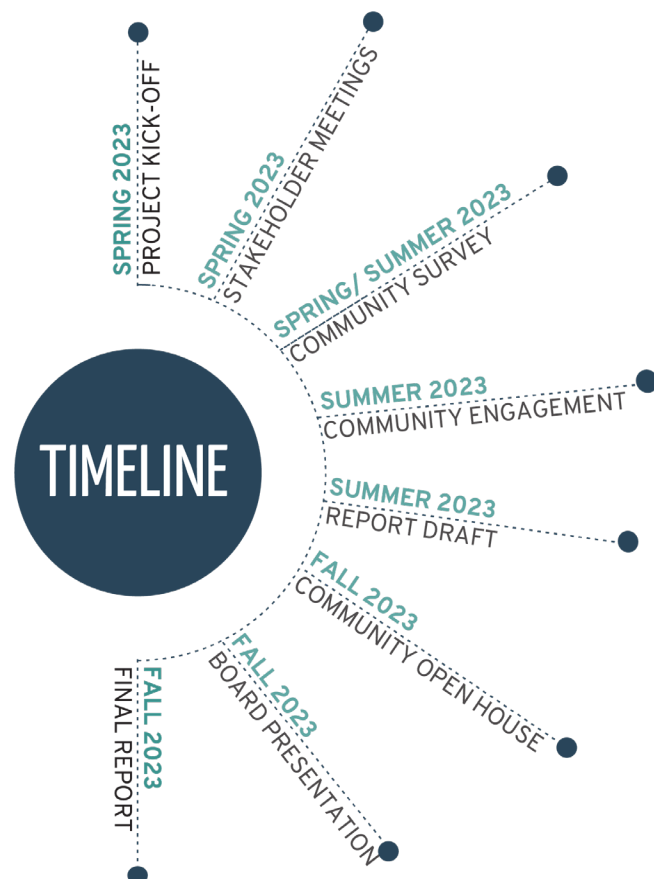 SPRING 2023
PROJECT KICK-OFF
SPRING 2023
STAKEHOLDER MEETINGS
SPRING/ SUMMER 2023
COMMUNITY SURVEY
SUMMER 2023
COMMUNITY ENGAGEMENT
TIMELINE
SUMMER 2023
REPORT DRAFT
FALL 2023
COMMUNITY OPEN HOUSE
FALL 2023
BOARD PRESENTATION
FALL 2023
FINAL REPORT